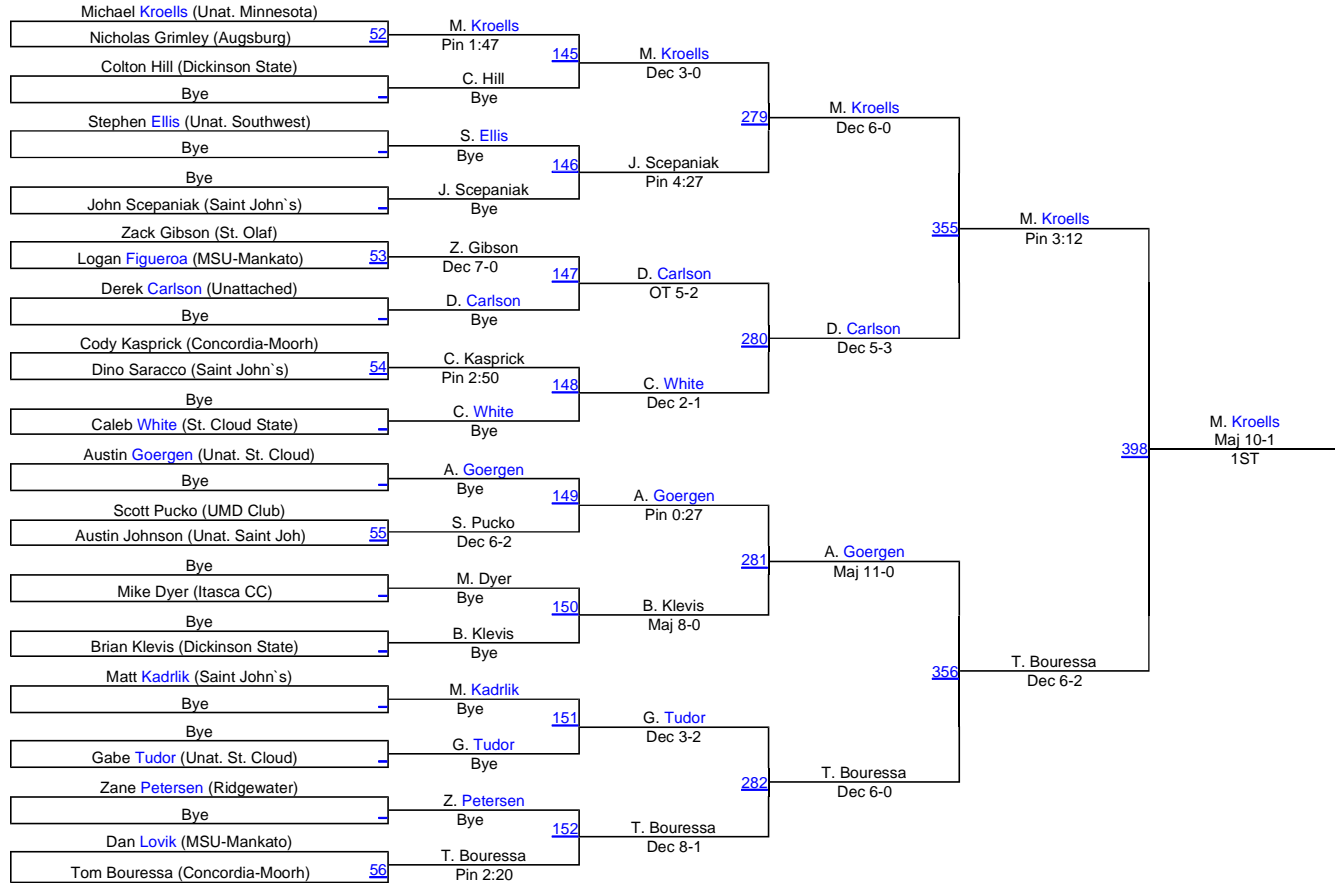 Michael Kroells (Unat. Minnesota)
Nicholas Grimley (Augsburg)
52
Colton Hill (Dickinson State)
Bye
Stephen Ellis (Unat. Southwest)
Bye
Bye
John Scepaniak (Saint John`s)
Zack Gibson (St. Olaf)
Logan Figueroa (MSU-Mankato)
53
Derek Carlson (Unattached)
Bye
Cody Kasprick (Concordia-Moorh)
Dino Saracco (Saint John`s)
54
Bye
Caleb White (St. Cloud State)
Austin Goergen (Unat. St. Cloud)
Bye
Scott Pucko (UMD Club)
Austin Johnson (Unat. Saint Joh)
55
Bye
Mike Dyer (Itasca CC)
Bye
Brian Klevis (Dickinson State)
Matt Kadrlik (Saint John`s)
Bye
Bye
Gabe Tudor (Unat. St. Cloud)
Zane Petersen (Ridgewater)
Bye
Dan Lovik (MSU-Mankato)
Tom Bouressa (Concordia-Moorh)
56
M. Kroells
Pin 1:47
145
C. Hill
Bye
S. Ellis
Bye
146
J. Scepaniak
Bye
Z. Gibson
Dec 7-0
147
D. Carlson
Bye
C. Kasprick
Pin 2:50
148
C. White
Bye
A. Goergen
Bye
149
S. Pucko
Dec 6-2
M. Dyer
Bye
150
B. Klevis
Bye
M. Kadrlik
Bye
151
G. Tudor
Bye
Z. Petersen
Bye
152
T. Bouressa
Pin 2:20
M. Kroells
Dec 3-0
279
J. Scepaniak
Pin 4:27
D. Carlson
OT 5-2
280
C. White
Dec 2-1
A. Goergen
Pin 0:27
281
B. Klevis
Maj 8-0
G. Tudor
Dec 3-2
282
T. Bouressa
Dec 8-1
M. Kroells
Dec 6-0
355
D. Carlson
Dec 5-3
A. Goergen
Maj 11-0
356
T. Bouressa
Dec 6-0
M. Kroells
Pin 3:12
398
T. Bouressa
Dec 6-2
M. Kroells
Maj 10-1
1ST